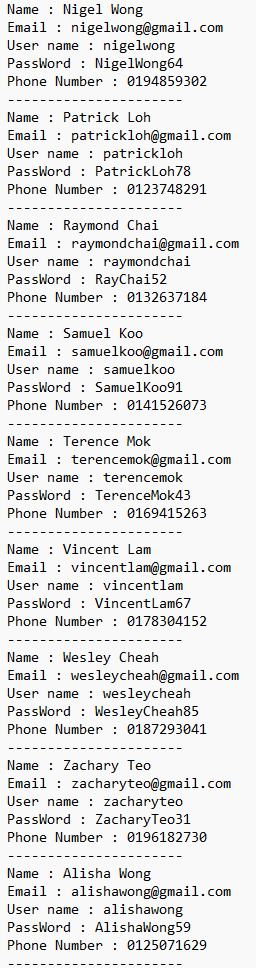 Name : Nigel Wong
Email : nigelwong@gmail.com
User name : nigelwong
PassWord : NigelWong64
Phone Number : 0194859302
----------------------
Name : Patrick Loh
Email : patrickloh@gmail.com
User name : patrickloh
PassWord : PatrickLoh78
Phone Number : 0123748291
----------------------
Name : Raymond Chai
Email : raymondchai@gmail.com
User name : raymondchai
PassWord : RayChai52
Phone Number : 0132637184
----------------------
Name : Samuel Koo
Email : samuelkoo@gmail.com
User name : samuelkoo
PassWord : SamuelKoo91
Phone Number : 0141526073
----------------------
Name : Terence Mok
Email : terencemok@gmail.com
User name : terencemok
PassWord : TerenceMok43
Phone Number : 0169415263
----------------------
Name : Vincent Lam
Email : vincentlam@gmail.com
User name : vincentlam
PassWord : VincentLam67
Phone Number : 0178304152
----------------------
Name : Wesley Cheah
Email : wesleycheah@gmail.com
User name : wesleycheah
PassWord : WesleyCheah85
Phone Number : 0187293041
----------------------
Name : Zachary Teo
Email : zacharyteo@gmail.com
User name : zacharyteo
PassWord : ZacharyTeo31
Phone Number : 0196182730
----------------------
Name : Alisha Wong
Email : alishawong@gmail.com
User name : alishawong
PassWord : AlishaWong59
Phone Number : 0125071629
----------------------